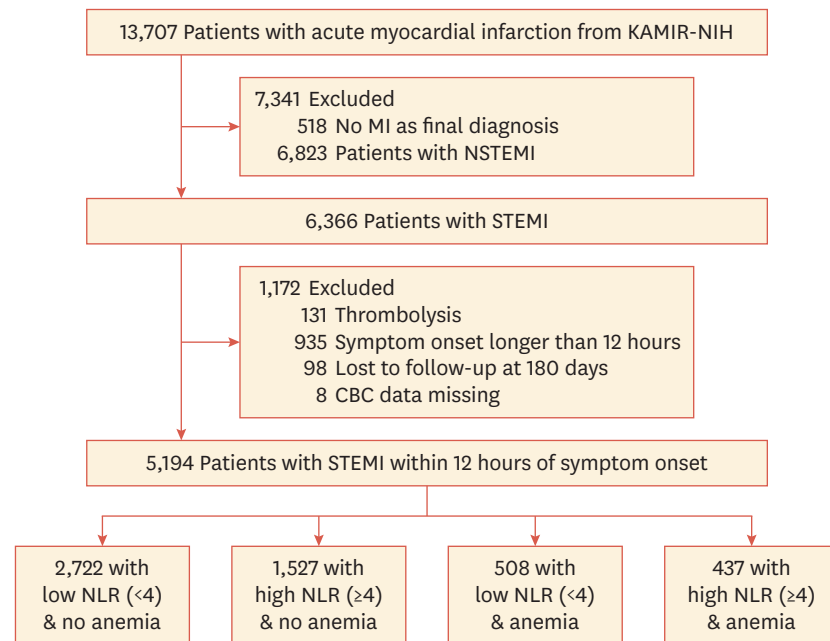 13,707 Patients with acute myocardial infarction from KAMIR-NIH
7,341 Excluded
518 No MI as final diagnosis
6,823 Patients with NSTEMI
6,366 Patients with STEMI
1,172 Excluded
131 Thrombolysis
935 Symptom onset longer than 12 hours
98 Lost to follow-up at 180 days
8 CBC data missing
5,194 Patients with STEMI within 12 hours of symptom onset
2,722 with
low NLR (<4)
& no anemia
1,527 with
high NLR (≥4)
& no anemia
508 with
low NLR (<4)
& anemia
437 with
high NLR (≥4)
& anemia